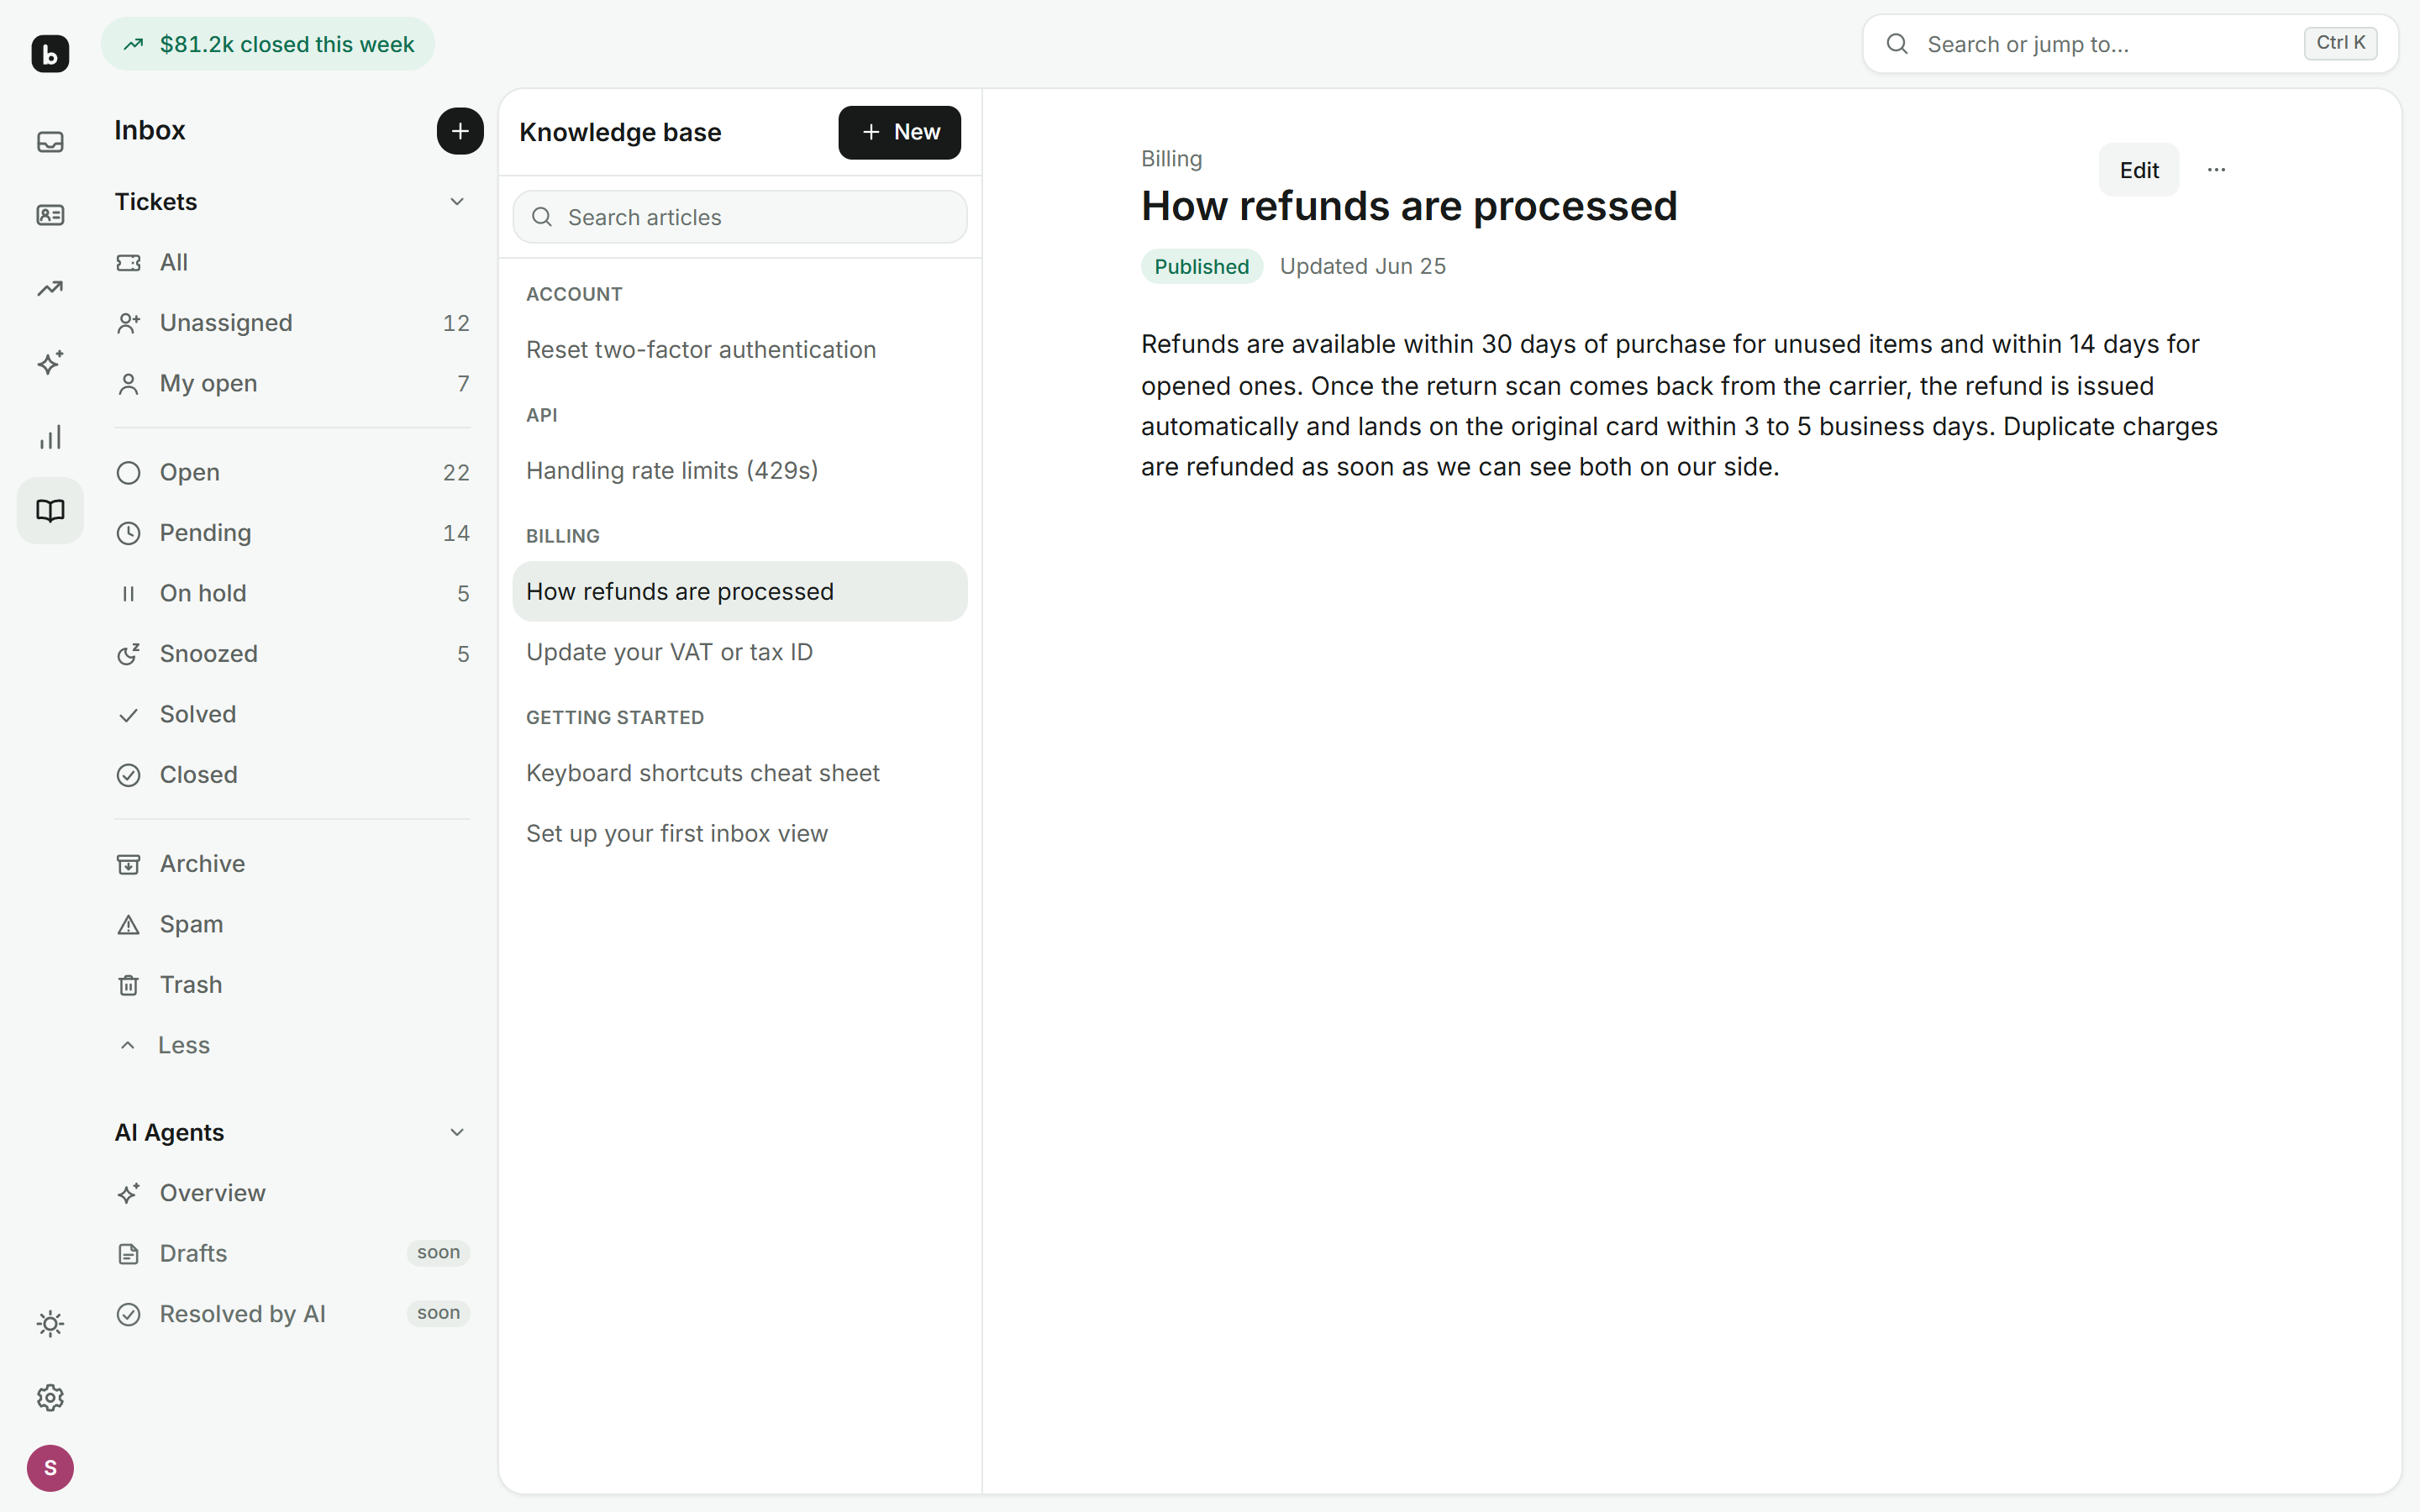 b
$81.2k closed this week
Search or jump to...
Ctrl K
Inbox
Tickets
All
Unassigned 12
My open 7
Open 22
Pending 14
On hold 5
Snoozed 5
Solved
Closed
Archive
Spam
Trash
Less
AI Agents
Overview
Drafts soon
Resolved by AI soon
S
Knowledge base
New
Search articles
ACCOUNT
Reset two-factor authentication
API
Handling rate limits (429s)
BILLING
How refunds are processed
Update your VAT or tax ID
GETTING STARTED
Keyboard shortcuts cheat sheet
Set up your first inbox view
Billing
How refunds are processed
Edit
Published Updated Jun 25
Refunds are available within 30 days of purchase for unused items and within 14 days for
opened ones. Once the return scan comes back from the carrier, the refund is issued
automatically and lands on the original card within 3 to 5 business days. Duplicate charges
are refunded as soon as we can see both on our side.